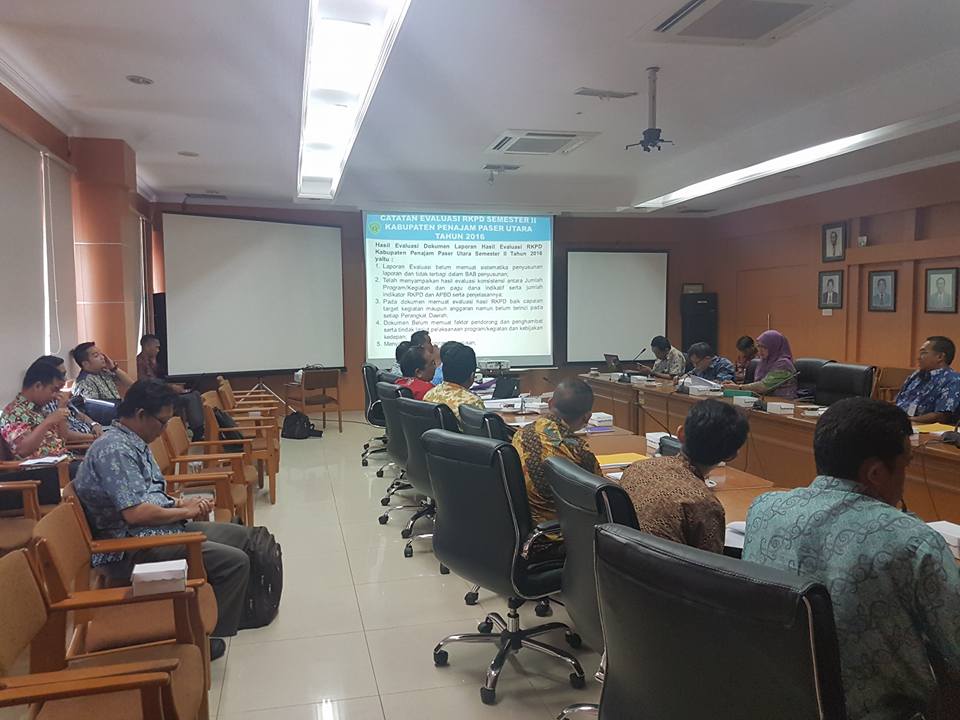 CATATAN EVALUASI RKPD SEMESTER II
KABUPATEN PENAJAM PASER UTARA
TAHUN 2016
Hasil Evaluasi Dokumen Laporan Hasil Evaluasi RKPD
Kabupaten Penajam Paser Utara Semester II Tahun 2016
yaitu :
1. Laporan Evaluasi belum memuat sistematika penyusunan
laporan dan tidak terbagi dalam BAB penyusunan;
2. Telah menyampaikan hasil evaluasi konsistensi antara Jumlah
Program/Kegiatan dan pagu dana indikatif serta jumlah
indikator RKPD dan APBD serta penjelasannya;
3. Pada dokumen memuat evaluasi hasil RKPD baik capaian
target kegiatan maupun anggaran namun belum berinci pada
setiap Perangkat Daerah;
4. Dokumen Belum memuat faktor pendorong dan penghambat
serta tindak lanjut pelaksanaan program/kegiatan dan kebijakan
kedepan;
5.